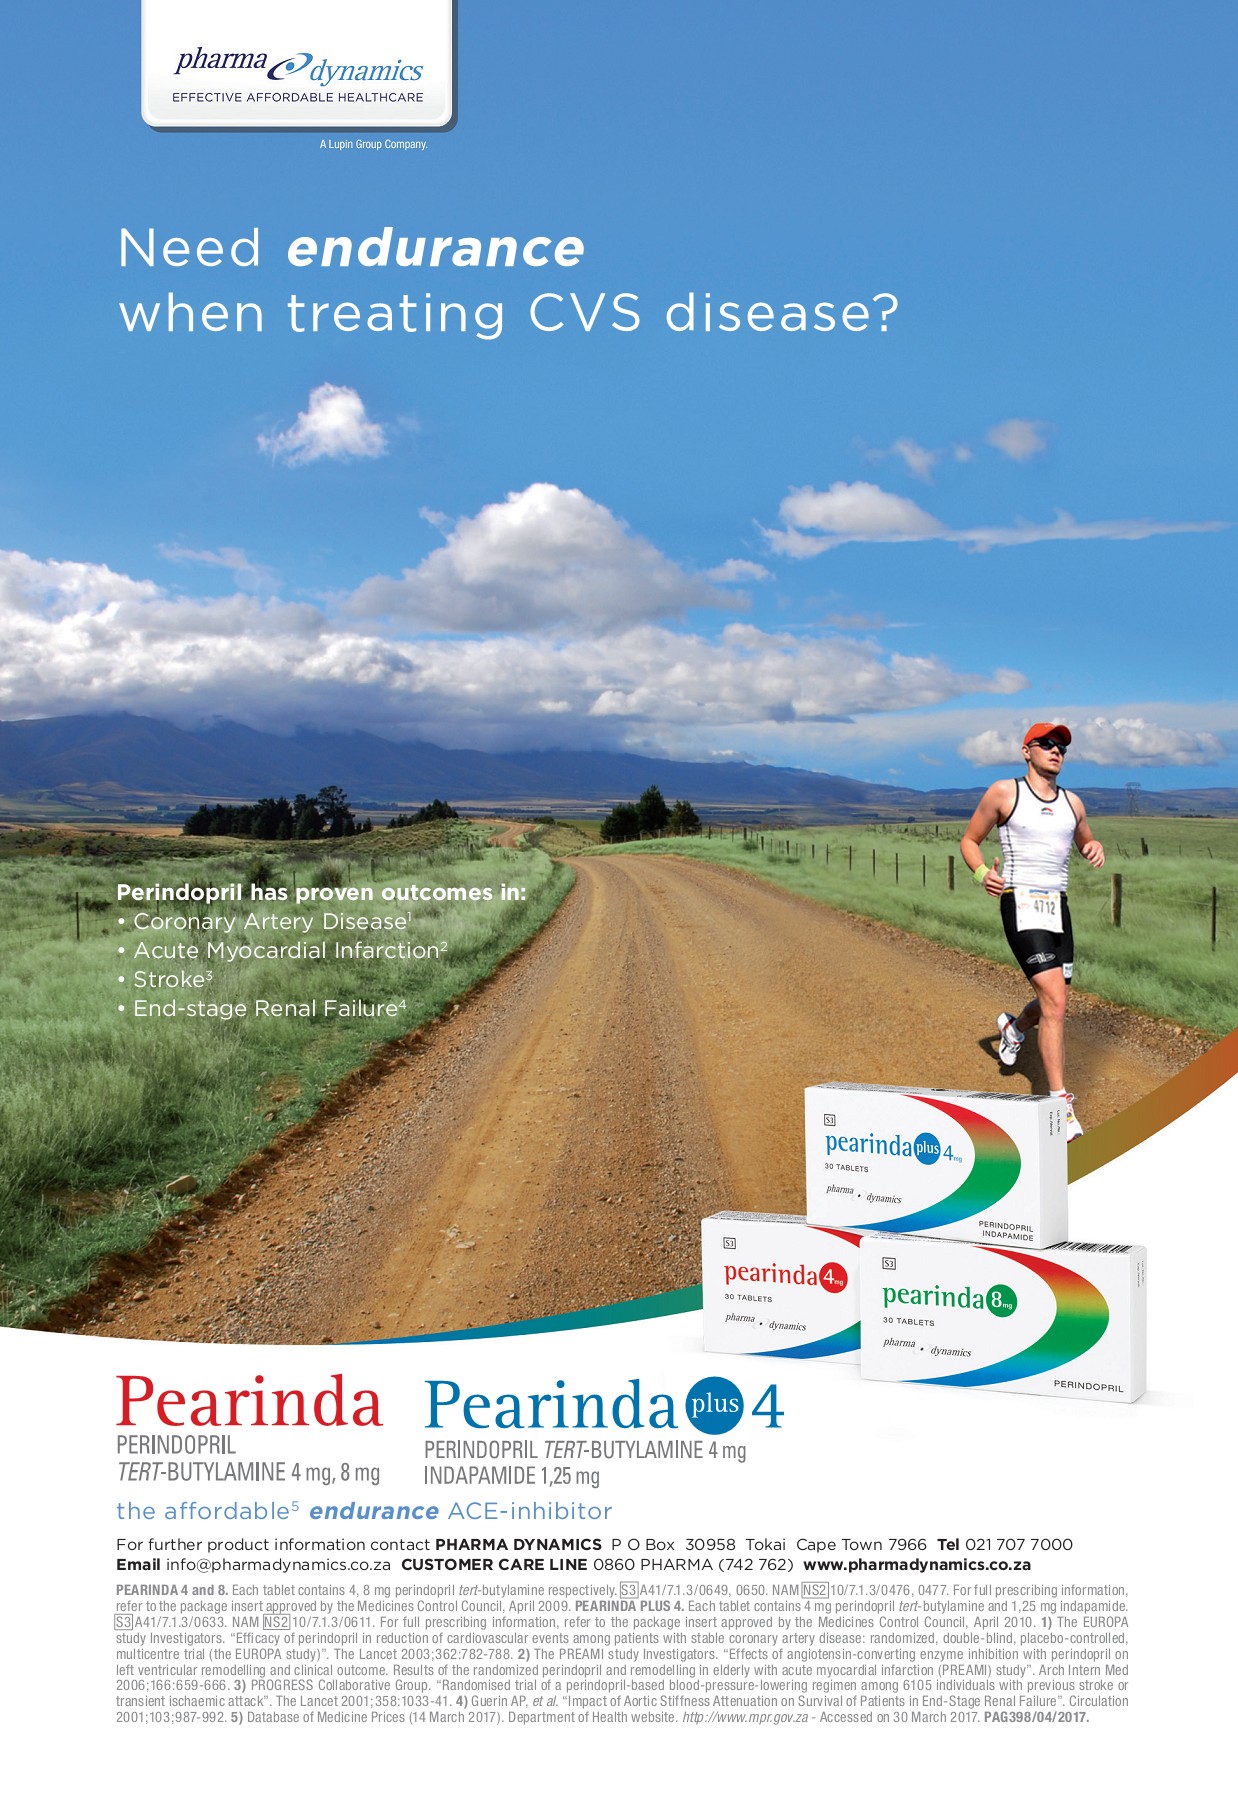 pharma dynamics
EFFECTIVE AFFORDABLE HEALTHCARE
A Lupin Group Company.
Need endurance
when treating CVS disease?
Perindopril has proven outcomes in:
• Coronary Artery Disease1
• Acute Myocardial Infarction2
• Stroke3
• End-stage Renal Failure4
4712
S3
pearinda plus 4mg
30 TABLETS
pharma • dynamics
PERINDOPRIL
INDAPAMIDE
S3
pearinda 4mg
30 TABLETS
pharma • dynamics
S3
pearinda 8mg
30 TABLETS
pharma • dynamics
PERINDOPRIL
Pearinda
PERINDOPRIL
TERT-BUTYLAMINE 4 mg, 8 mg
Pearinda plus 4
PERINDOPRIL TERT-BUTYLAMINE 4 mg
INDAPAMIDE 1,25 mg
the affordable5 endurance ACE-inhibitor
For further product information contact PHARMA DYNAMICS P O Box 30958 Tokai Cape Town 7966 Tel 021 707 7000
Email info@pharmadynamics.co.za CUSTOMER CARE LINE 0860 PHARMA (742 762) www.pharmadynamics.co.za
PEARINDA 4 and 8. Each tablet contains 4, 8 mg perindopril tert-butylamine respectively. S3 A41/7.1.3/0649, 0650. NAM NS2 10/7.1.3/0476, 0477. For full prescribing information,
refer to the package insert approved by the Medicines Control Council, April 2009. PEARINDA PLUS 4. Each tablet contains 4 mg perindopril tert-butylamine and 1,25 mg indapamide.
S3 A41/7.1.3/0633. NAM NS2 10/7.1.3/0611. For full prescribing information, refer to the package insert approved by the Medicines Control Council, April 2010. 1) The EUROPA
study Investigators. “Efficacy of perindopril in reduction of cardiovascular events among patients with stable coronary artery disease: randomized, double-blind, placebo-controlled,
multicentre trial (the EUROPA study)”. The Lancet 2003;362:782-788. 2) The PREAMI study Investigators. “Effects of angiotensin-converting enzyme inhibition with perindopril on
left ventricular remodelling and clinical outcome. Results of the randomized perindopril and remodelling in elderly with acute myocardial infarction (PREAMI) study”. Arch Intern Med
2006;166:659-666. 3) PROGRESS Collaborative Group. “Randomised trial of a perindopril-based blood-pressure-lowering regimen among 6105 individuals with previous stroke or
transient ischaemic attack”. The Lancet 2001;358:1033-41. 4) Guerin AP, et al. “Impact of Aortic Stiffness Attenuation on Survival of Patients in End-Stage Renal Failure”. Circulation
2001;103;987-992. 5) Database of Medicine Prices (14 March 2017). Department of Health website. http://www.mpr.gov.za - Accessed on 30 March 2017. PAG398/04/2017.